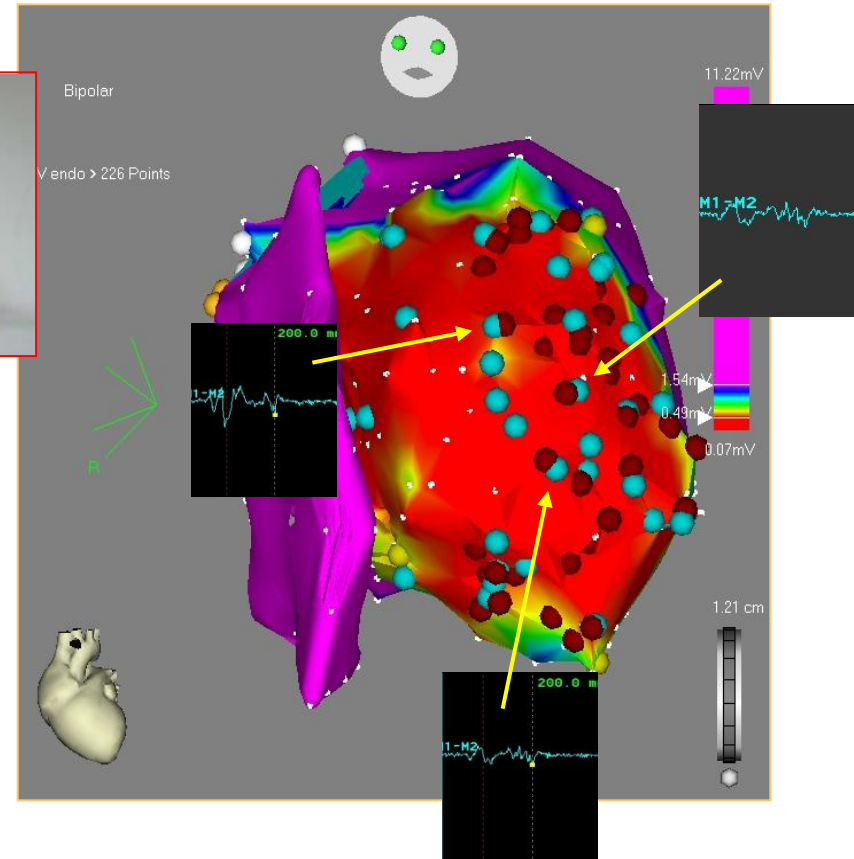 11.22mV
Bipolar
V endo > 226 Points
M1-M2
200.0 m
1-M2
1.54mV
0.49mV
0.07mV
R
1.21 cm
200.0 m
1-M2